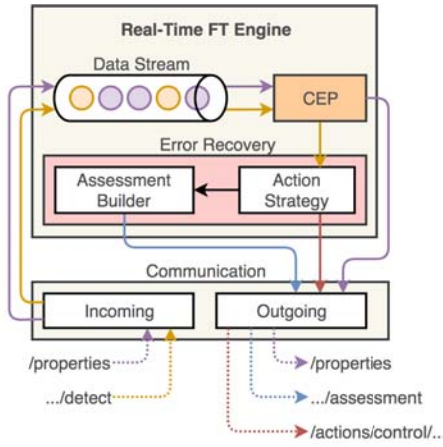 Real-Time FT Engine
Data Stream
CEP
Error Recovery
Assessment
Builder
Action
Strategy
Communication
Incoming
Outgoing
/properties
/properties
.../detect
.../assessment
/actions/control/..